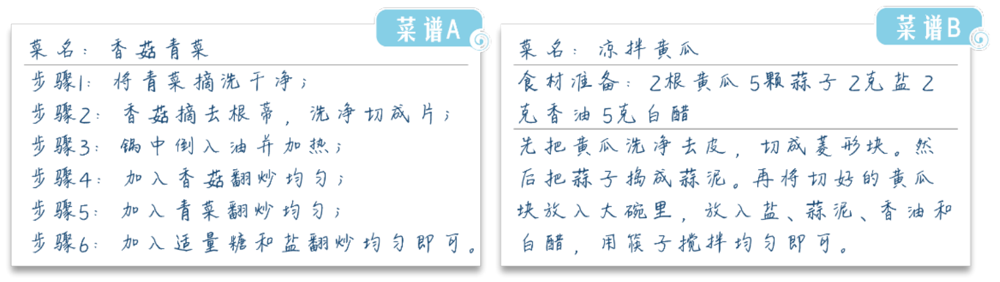 菜谱A
菜名：香菇青菜
步骤1：将青菜摘洗干净；
步骤2：香菇摘去根蒂，洗净切成片；
步骤3：锅中倒入油并加热；
步骤4：加入香菇翻炒均匀；
步骤5：加入青菜翻炒均匀；
步骤6：加入适量糖和盐翻炒均匀即可。
菜谱B
菜名：凉拌黄瓜
食材准备：2根黄瓜 5颗蒜子 2克盐 2
克香油 5克白醋
先把黄瓜洗净去皮，切成菱形块。然
后把蒜子捣成蒜泥。再将切好的黄瓜
块放入大碗里，放入盐、蒜泥、香油和
白醋，用筷子搅拌均匀即可。